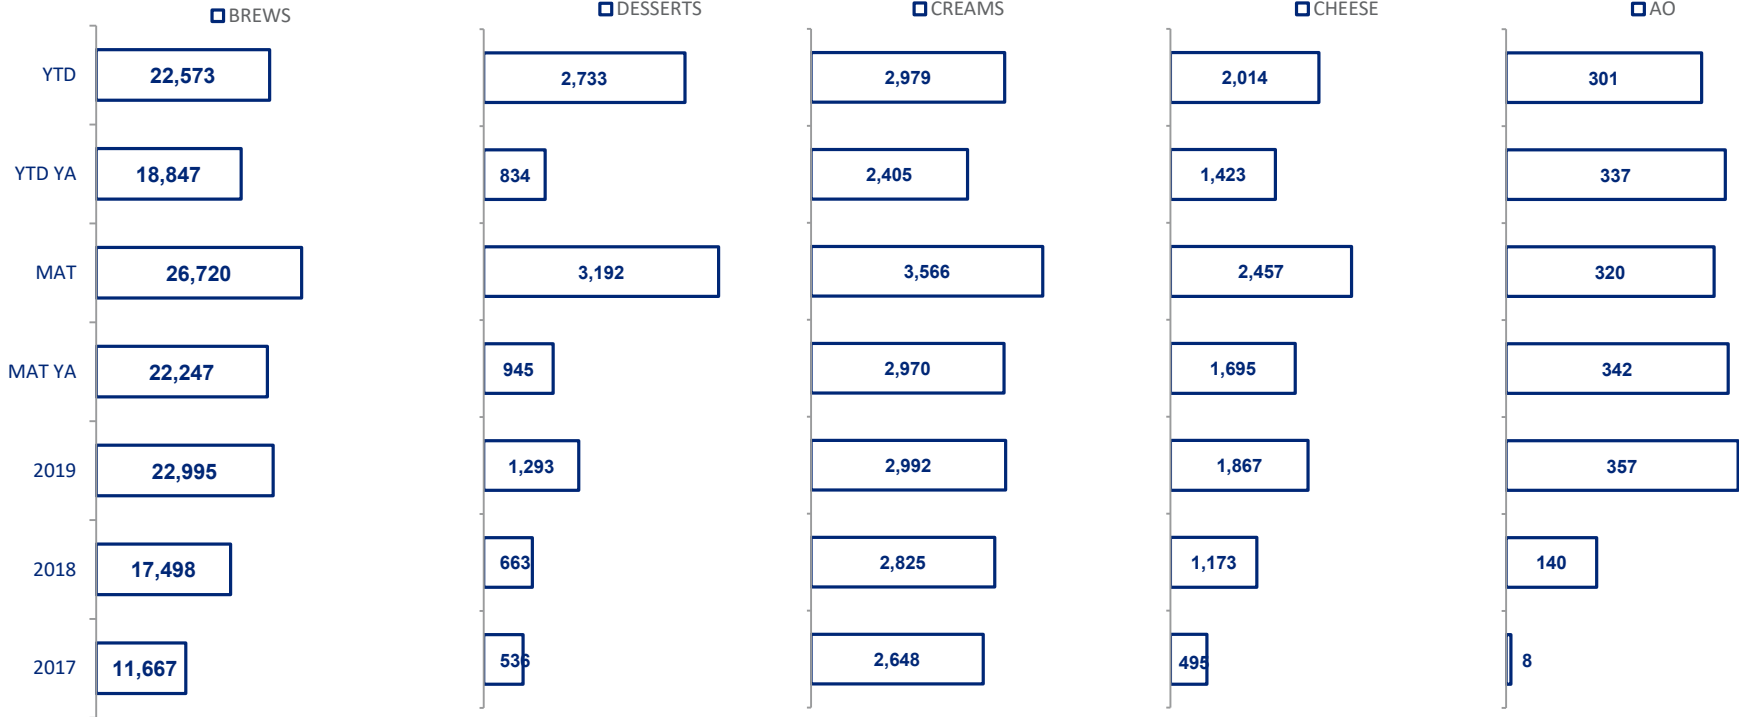 BREWS DESSERTS CREAMS CHEESE AO
YTD 22,573 2,733 2,979 2,014 301
YTD YA 18,847 834 2,405 1,423 337
MAT 26,720 3,192 3,566 2,457 320
MAT YA 22,247 945 2,970 1,695 342
2019 22,995 1,293 2,992 1,867 357
2018 17,498 663 2,825 1,173 140
2017 11,667 536 2,648 495 8